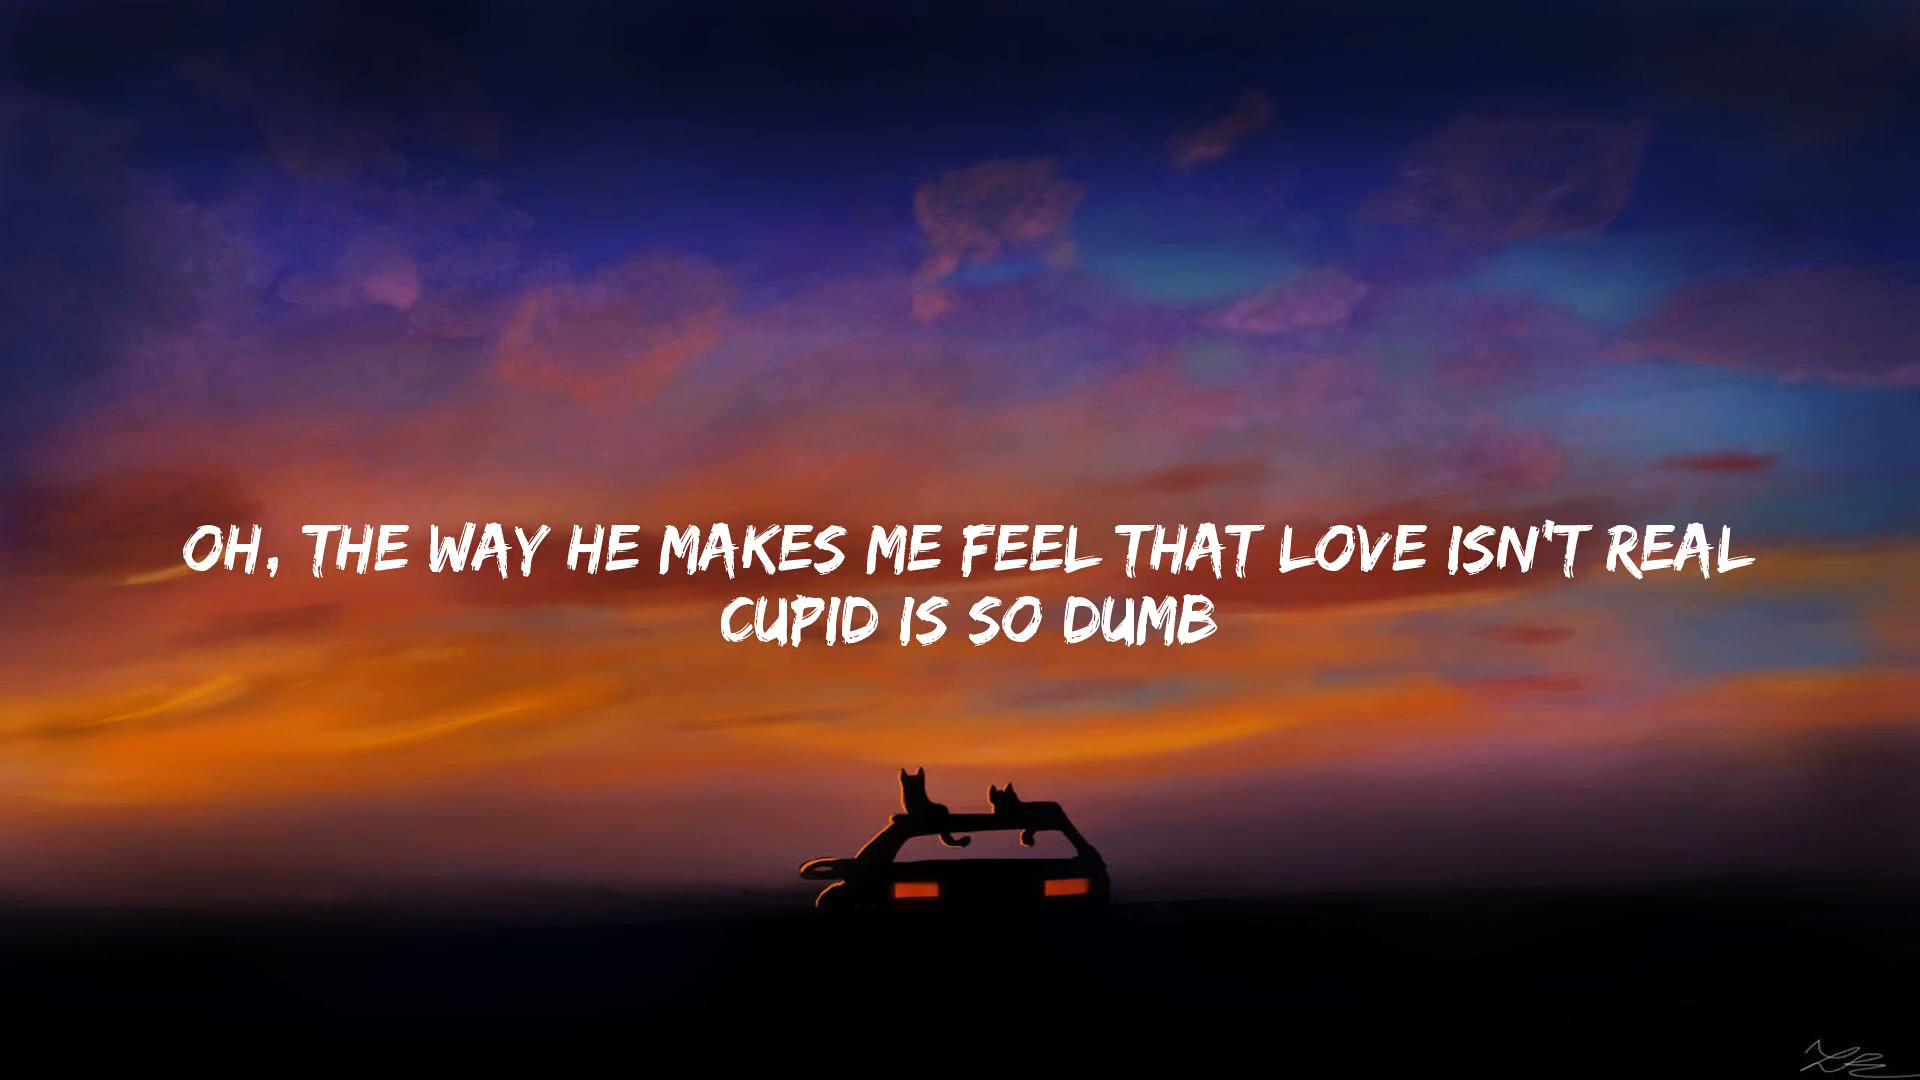 OH, THE WAY HE MAKES ME FEEL THAT LOVE ISN'T REAL
CUPID IS SO DUMB